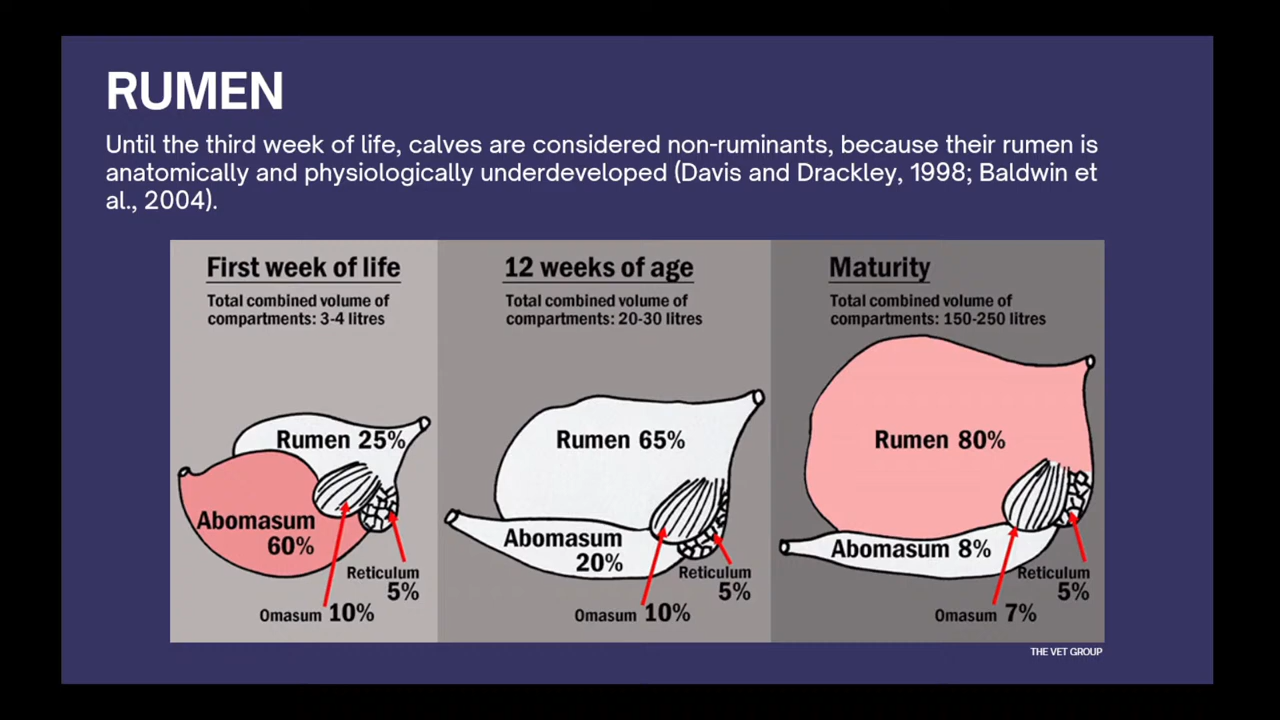 RUMEN
Until the third week of life, calves are considered non-ruminants, because their rumen is
anatomically and physiologically underdeveloped (Davis and Drackley, 1998; Baldwin et
al., 2004).
First week of life
Total combined volume of
compartments: 3-4 litres
Rumen 25%
Abomasum
60%
Reticulum
5%
Omasum 10%
12 weeks of age
Total combined volume of
compartments: 20-30 litres
Rumen 65%
Abomasum
20%
Reticulum
5%
Omasum 10%
Maturity
Total combined volume of
compartments: 150-250 litres
Rumen 80%
Abomasum 8%
Reticulum
5%
Omasum 7%
THE VET GROUP